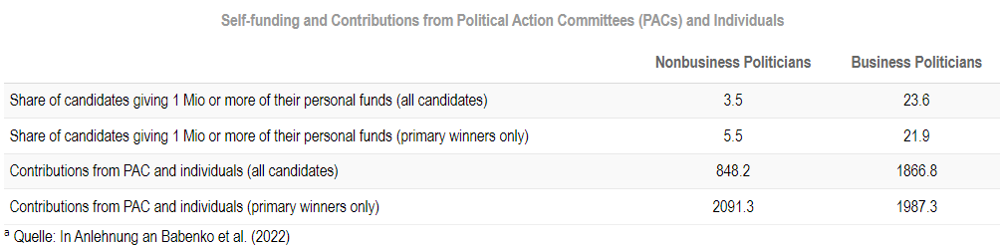 Self-funding and Contributions from Political Action Committees (PACs) and Individuals
Nonbusiness Politicians Business Politicians
Share of candidates giving 1 Mio or more of their personal funds (all candidates) 3.5 23.6
Share of candidates giving 1 Mio or more of their personal funds (primary winners only) 5.5 21.9
Contributions from PAC and individuals (all candidates) 848.2 1866.8
Contributions from PAC and individuals (primary winners only) 2091.3 1987.3
a Quelle: In Anlehnung an Babenko et al. (2022)